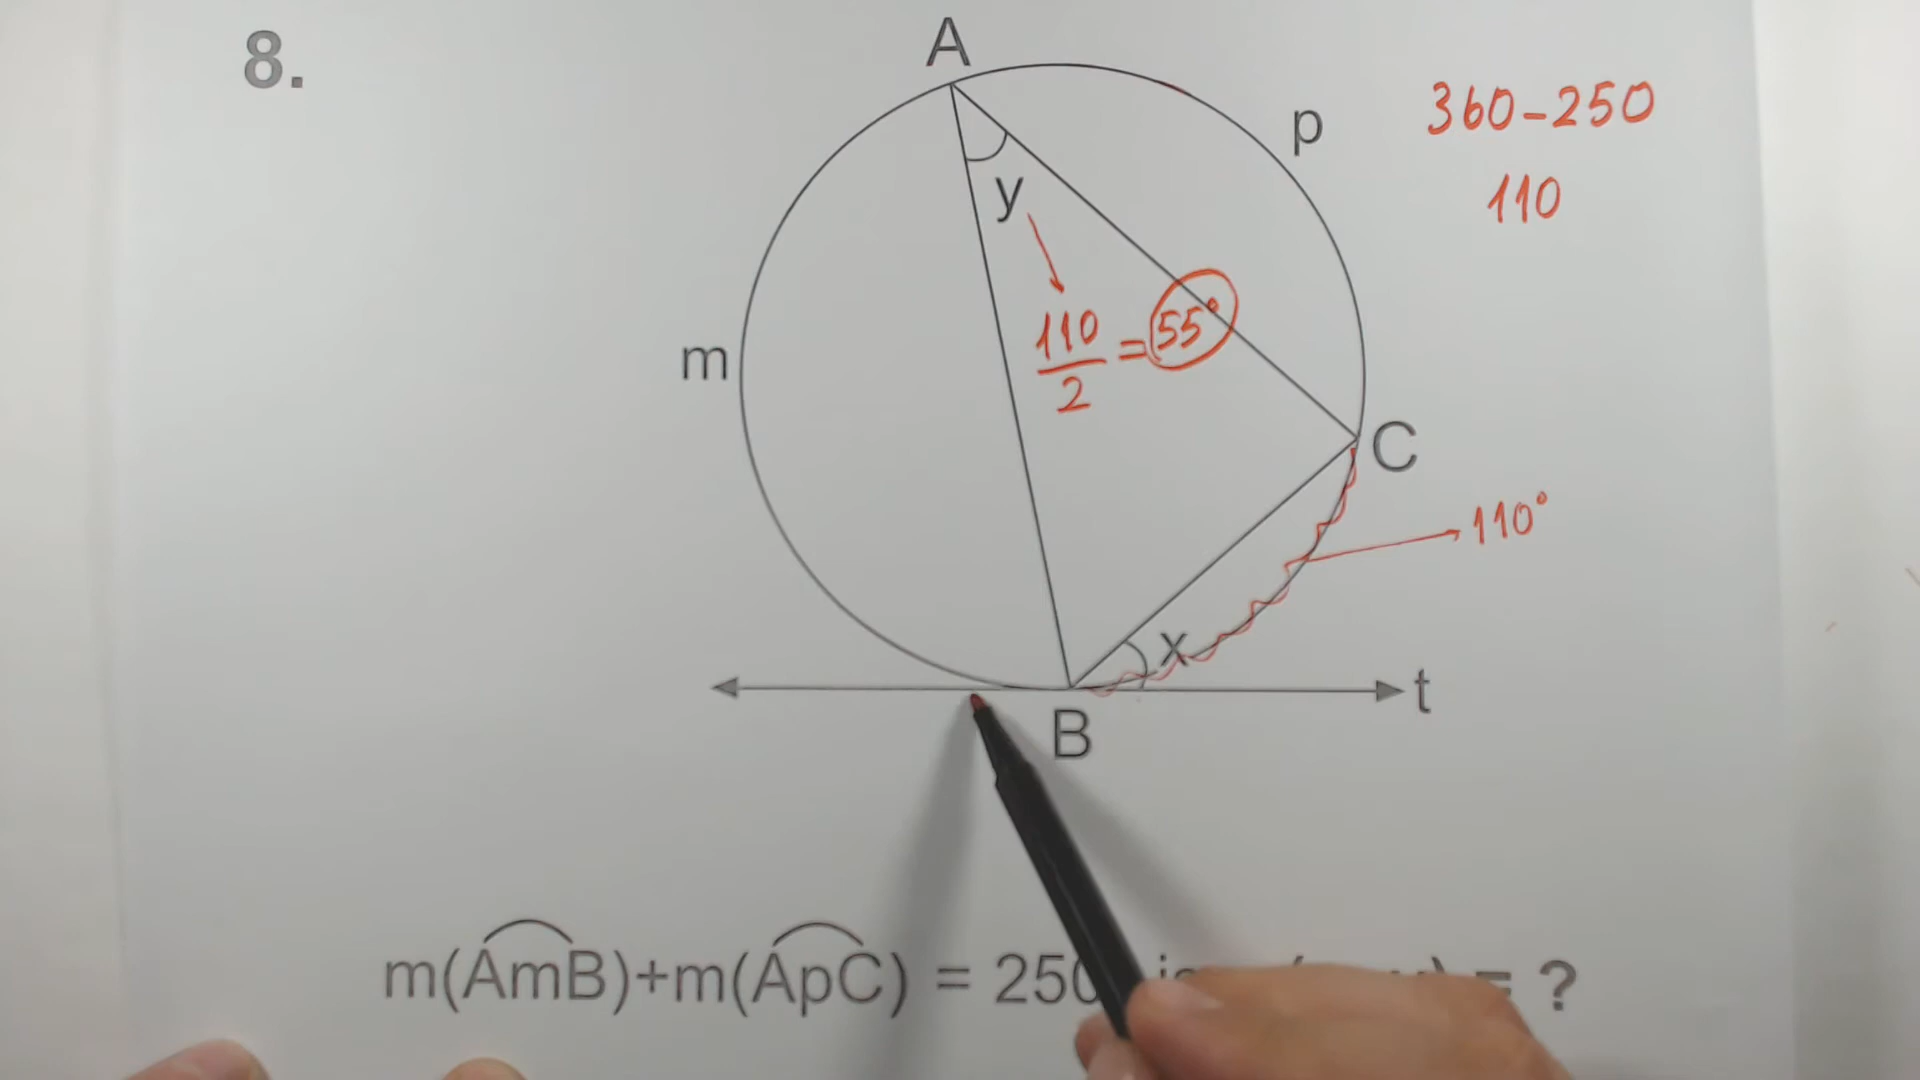 8.
A
p
360-250
110
y
110/2 = 55°
m
C
110°
x
t
B
m(AmB)+m(ApC) = 250
= ?